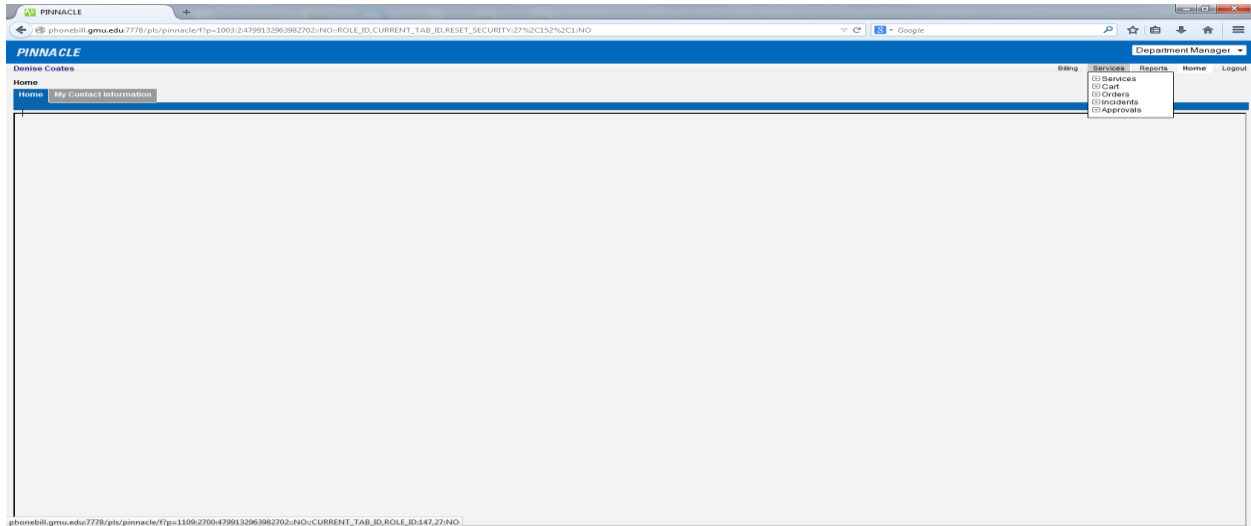 PINNACLE
phonebill.gmu.edu:7778/pls/pinnacle/f?p=1003:2:4799132963982702::NO::ROLE_ID,CURRENT_TAB_ID,RESET_SECURITY:27%2C152%2C1:NO
Google
PINNACLE
Department Manager
Denise Coates
Billing Services Reports Home Logout
Home
Home My Contact Information
Services
Cart
Orders
Incidents
Approvals
phonebill.gmu.edu:7778/pls/pinnacle/f?p=1109:2700:4799132963982702::NO::CURRENT_TAB_ID,ROLE_ID:147,27:NO